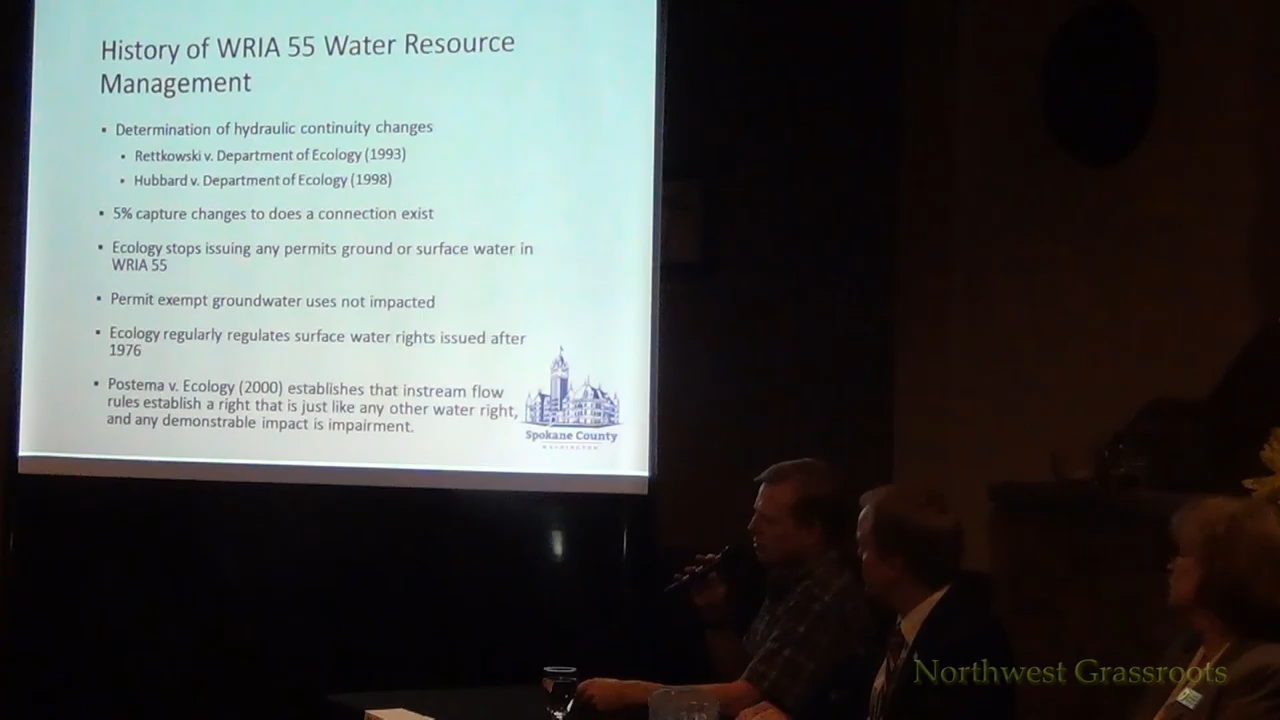 History of WRIA 55 Water Resource
Management
▪ Determination of hydraulic continuity changes
▪ Rettkowski v. Department of Ecology (1993)
▪ Hubbard v. Department of Ecology (1998)
▪ 5% capture changes to does a connection exist
▪ Ecology stops issuing any permits ground or surface water in
WRIA 55
▪ Permit exempt groundwater uses not impacted
▪ Ecology regularly regulates surface water rights issued after
1976
▪ Postema v. Ecology (2000) establishes that instream flow
rules establish a right that is just like any other water right,
and any demonstrable impact is impairment.
Spokane County
WASHINGTON
Northwest Grassroots